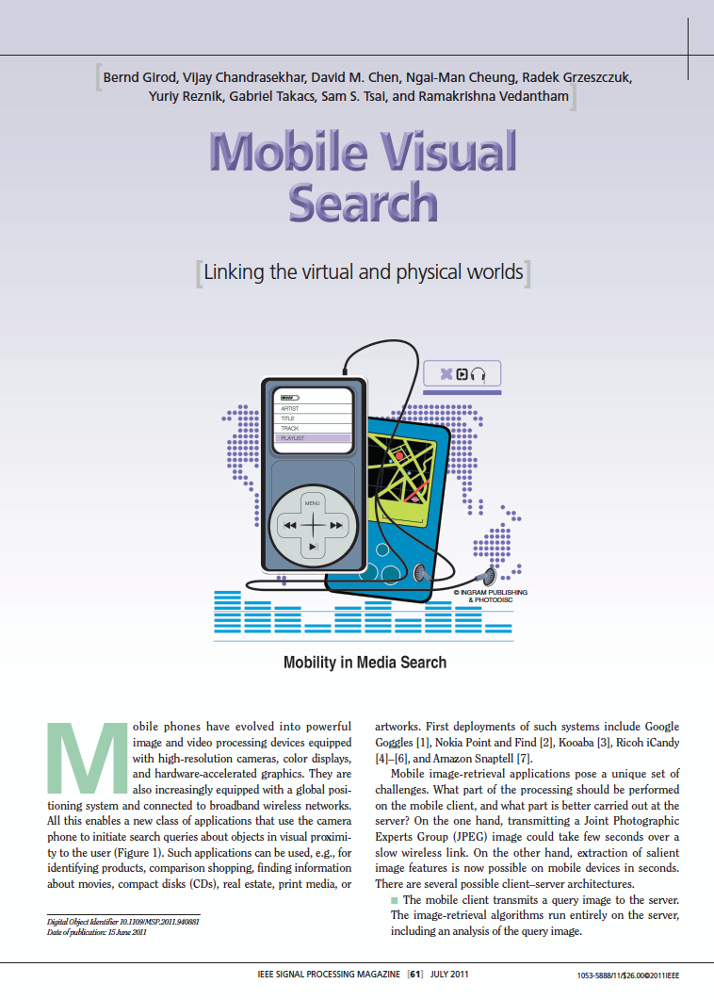 [Bernd Girod, Vijay Chandrasekhar, David M. Chen, Ngai-Man Cheung, Radek Grzeszczuk,
Yuriy Reznik, Gabriel Takacs, Sam S. Tsai, and Ramakrishna Vedantham]
Mobile Visual
Search
[Linking the virtual and physical worlds]
ARTIST
TITLE
TRACK
PLAYLIST
MENU
© INGRAM PUBLISHING
& PHOTODISC
Mobility in Media Search
Mobile phones have evolved into powerful
image and video processing devices equipped
with high-resolution cameras, color displays,
and hardware-accelerated graphics. They are
also increasingly equipped with a global posi-
tioning system and connected to broadband wireless networks.
All this enables a new class of applications that use the camera
phone to initiate search queries about objects in visual proximi-
ty to the user (Figure 1). Such applications can be used, e.g., for
identifying products, comparison shopping, finding information
about movies, compact disks (CDs), real estate, print media, or
Digital Object Identifier 10.1109/MSP.2011.940881
Date of publication: 15 June 2011
artworks. First deployments of such systems include Google
Goggles [1], Nokia Point and Find [2], Kooaba [3], Ricoh iCandy
[4]–[6], and Amazon Snaptell [7].
Mobile image-retrieval applications pose a unique set of
challenges. What part of the processing should be performed
on the mobile client, and what part is better carried out at the
server? On the one hand, transmitting a Joint Photographic
Experts Group (JPEG) image could take few seconds over a
slow wireless link. On the other hand, extraction of salient
image features is now possible on mobile devices in seconds.
There are several possible client–server architectures.
■ The mobile client transmits a query image to the server.
The image-retrieval algorithms run entirely on the server,
including an analysis of the query image.
IEEE SIGNAL PROCESSING MAGAZINE [61] JULY 2011
1053-5888/11/$26.00©2011IEEE